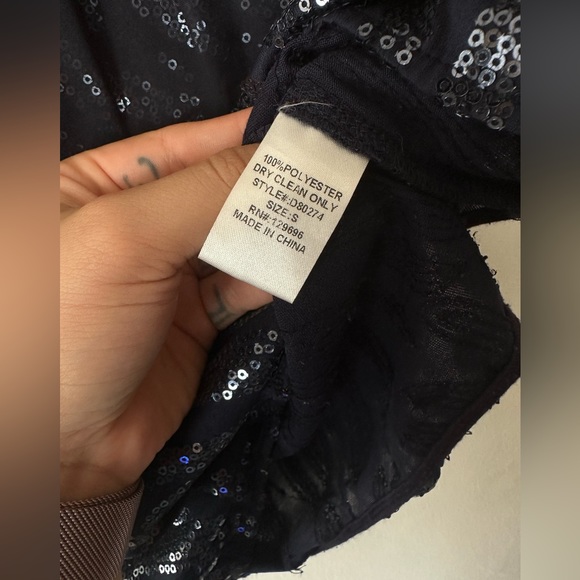 100%POLYESTER
DRY CLEAN ONLY
STYLE#:D80274
SIZE:S
RN#:129696
MADE IN CHINA